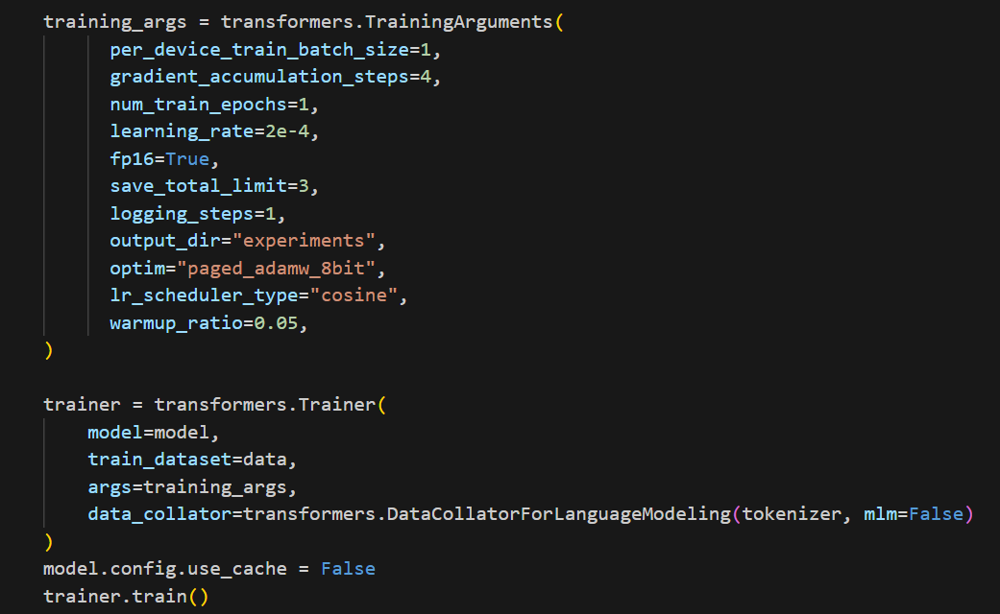 training_args = transformers.TrainingArguments(
per_device_train_batch_size=1,
gradient_accumulation_steps=4,
num_train_epochs=1,
learning_rate=2e-4,
fp16=True,
save_total_limit=3,
logging_steps=1,
output_dir="experiments",
optim="paged_adamw_8bit",
lr_scheduler_type="cosine",
warmup_ratio=0.05,
)
trainer = transformers.Trainer(
model=model,
train_dataset=data,
args=training_args,
data_collator=transformers.DataCollatorForLanguageModeling(tokenizer, mlm=False)
)
model.config.use_cache = False
trainer.train()